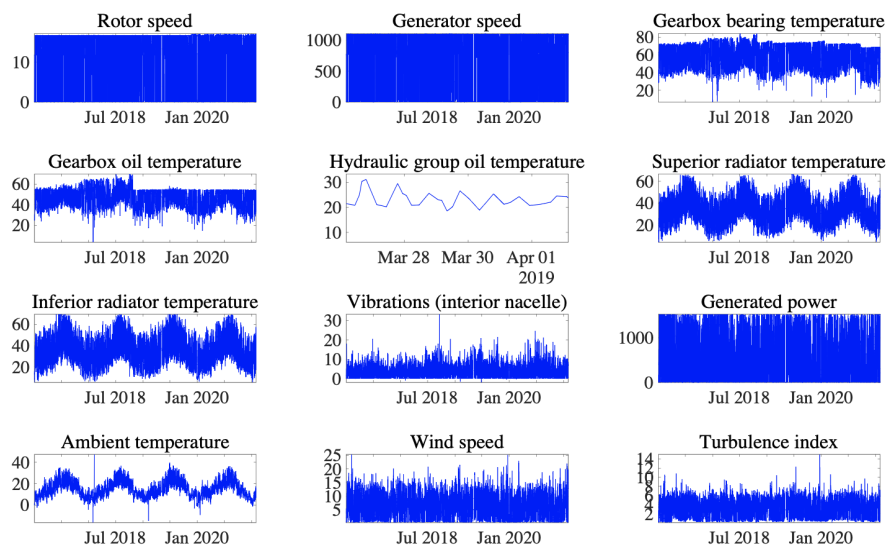 Rotor speed
10
0
Jul 2018 Jan 2020
Generator speed
1000
500
0
Jul 2018 Jan 2020
Gearbox bearing temperature
80
60
40
20
Jul 2018 Jan 2020
Gearbox oil temperature
60
40
20
Jul 2018 Jan 2020
Hydraulic group oil temperature
30
20
10
Mar 28 Mar 30 Apr 01
2019
Superior radiator temperature
60
40
20
Jul 2018 Jan 2020
Inferior radiator temperature
60
40
20
Jul 2018 Jan 2020
Vibrations (interior nacelle)
30
20
10
0
Jul 2018 Jan 2020
Generated power
1000
0
Jul 2018 Jan 2020
Ambient temperature
40
20
0
Jul 2018 Jan 2020
Wind speed
25
20
15
10
5
Jul 2018 Jan 2020
Turbulence index
14
12
10
8
6
4
2
Jul 2018 Jan 2020